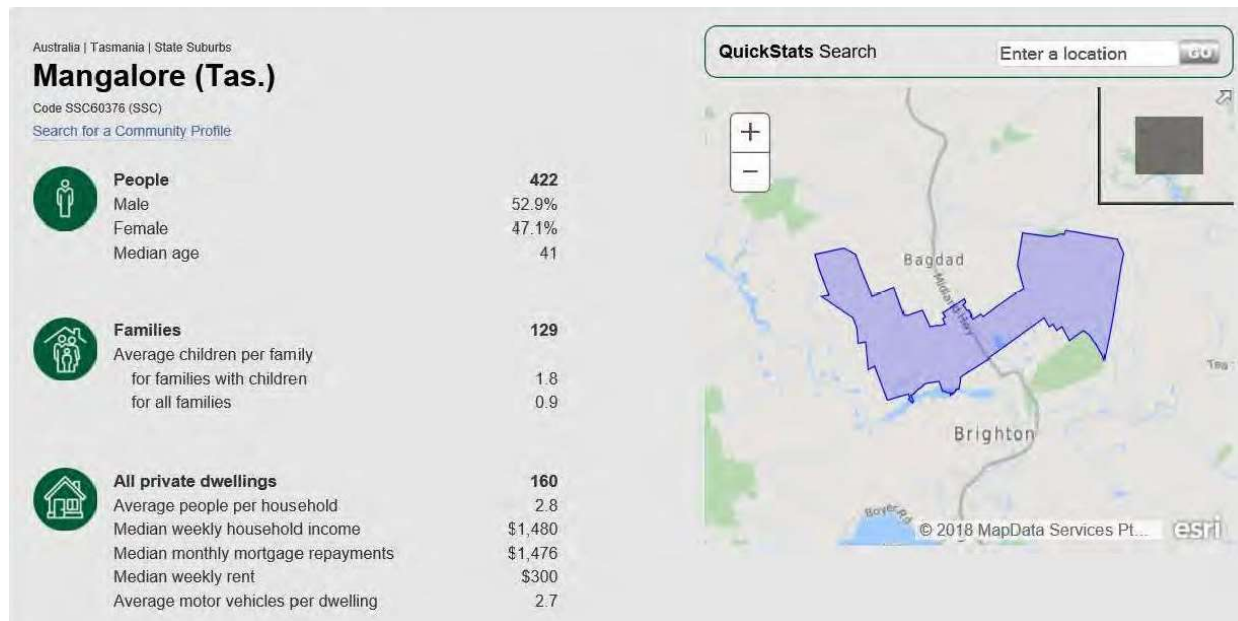 Australia | Tasmania | State Suburbs
Mangalore (Tas.)
Code SSC60376 (SSC)
Search for a Community Profile
People 422
Male 52.9%
Female 47.1%
Median age 41
Families 129
Average children per family
for families with children 1.8
for all families 0.9
All private dwellings 160
Average people per household 2.8
Median weekly household income $1,480
Median monthly mortgage repayments $1,476
Median weekly rent $300
Average motor vehicles per dwelling 2.7
QuickStats Search Enter a location GO
+
−
Bagdad
Midland Hwy
Tea
Brighton
Boyer Rd
© 2018 MapData Services Pt... esri